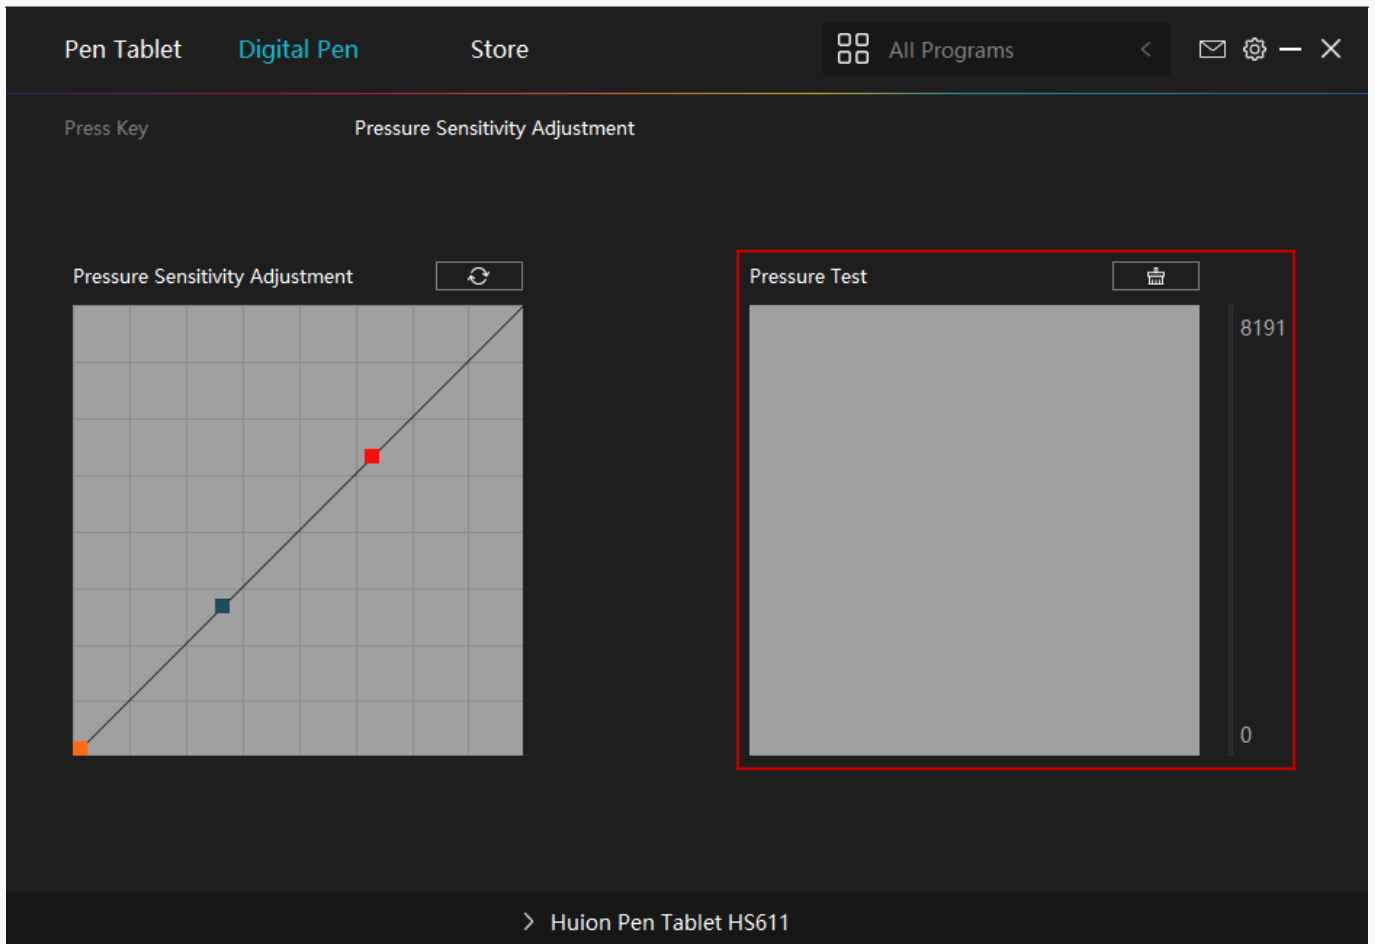 Pen Tablet Digital Pen Store All Programs
Press Key Pressure Sensitivity Adjustment
Pressure Sensitivity Adjustment
Pressure Test
8191
0
Huion Pen Tablet HS611